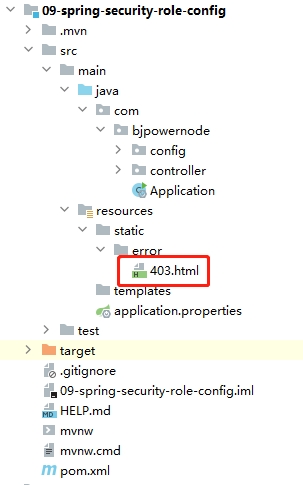 09-spring-security-role-config
.mvn
src
main
java
com
bjpowernode
config
controller
Application
resources
static
error
403.html
templates
application.properties
test
target
.gitignore
09-spring-security-role-config.iml
HELP.md
mvnw
mvnw.cmd
pom.xml